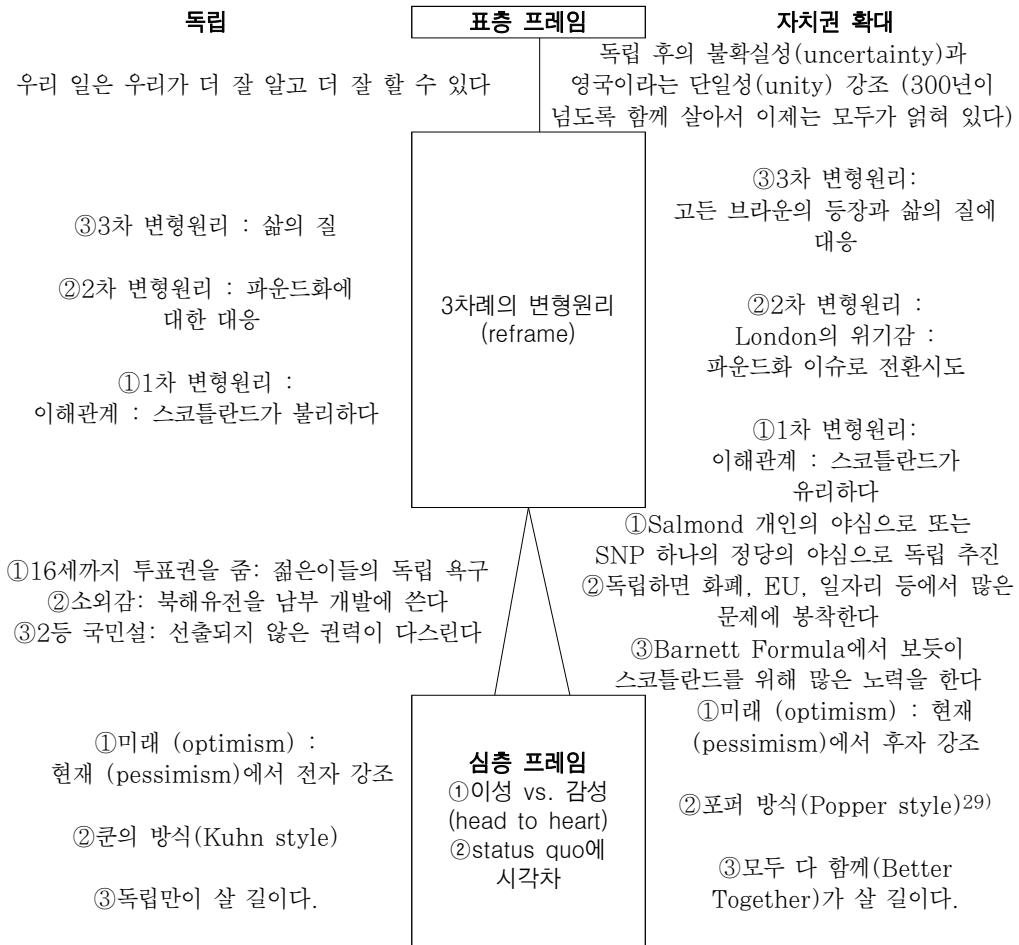 독립
표층 프레임
자치권 확대
우리 일은 우리가 더 잘 알고 더 잘 할 수 있다
독립 후의 불확실성(uncertainty)과
영국이라는 단일성(unity) 강조 (300년이
넘도록 함께 살아서 이제는 모두가 얽혀 있다)
③3차 변형원리 : 삶의 질
②2차 변형원리 : 파운드화에
대한 대응
①1차 변형원리 :
이해관계 : 스코틀란드가 불리하다
3차례의 변형원리
(reframe)
③3차 변형원리:
고든 브라운의 등장과 삶의 질에
대응
②2차 변형원리 :
London의 위기감 :
파운드화 이슈로 전환시도
①1차 변형원리:
이해관계 : 스코틀란드가
유리하다
①16세까지 투표권을 줌: 젊은이들의 독립 욕구
②소외감: 북해유전을 남부 개발에 쓴다
③2등 국민설: 선출되지 않은 권력이 다스린다
①Salmond 개인의 야심으로 또는
SNP 하나의 정당의 야심으로 독립 추진
②독립하면 화폐, EU, 일자리 등에서 많은
문제에 봉착한다
③Barnett Formula에서 보듯이
스코틀란드를 위해 많은 노력을 한다
①미래 (optimism) :
현재 (pessimism)에서 전자 강조
②쿤의 방식(Kuhn style)
③독립만이 살 길이다.
심층 프레임
①이성 vs. 감성
(head to heart)
②status quo에
시각차
①미래 (optimism) : 현재
(pessimism)에서 후자 강조
②포퍼 방식(Popper style)29)
③모두 다 함께(Better
Together)가 살 길이다.